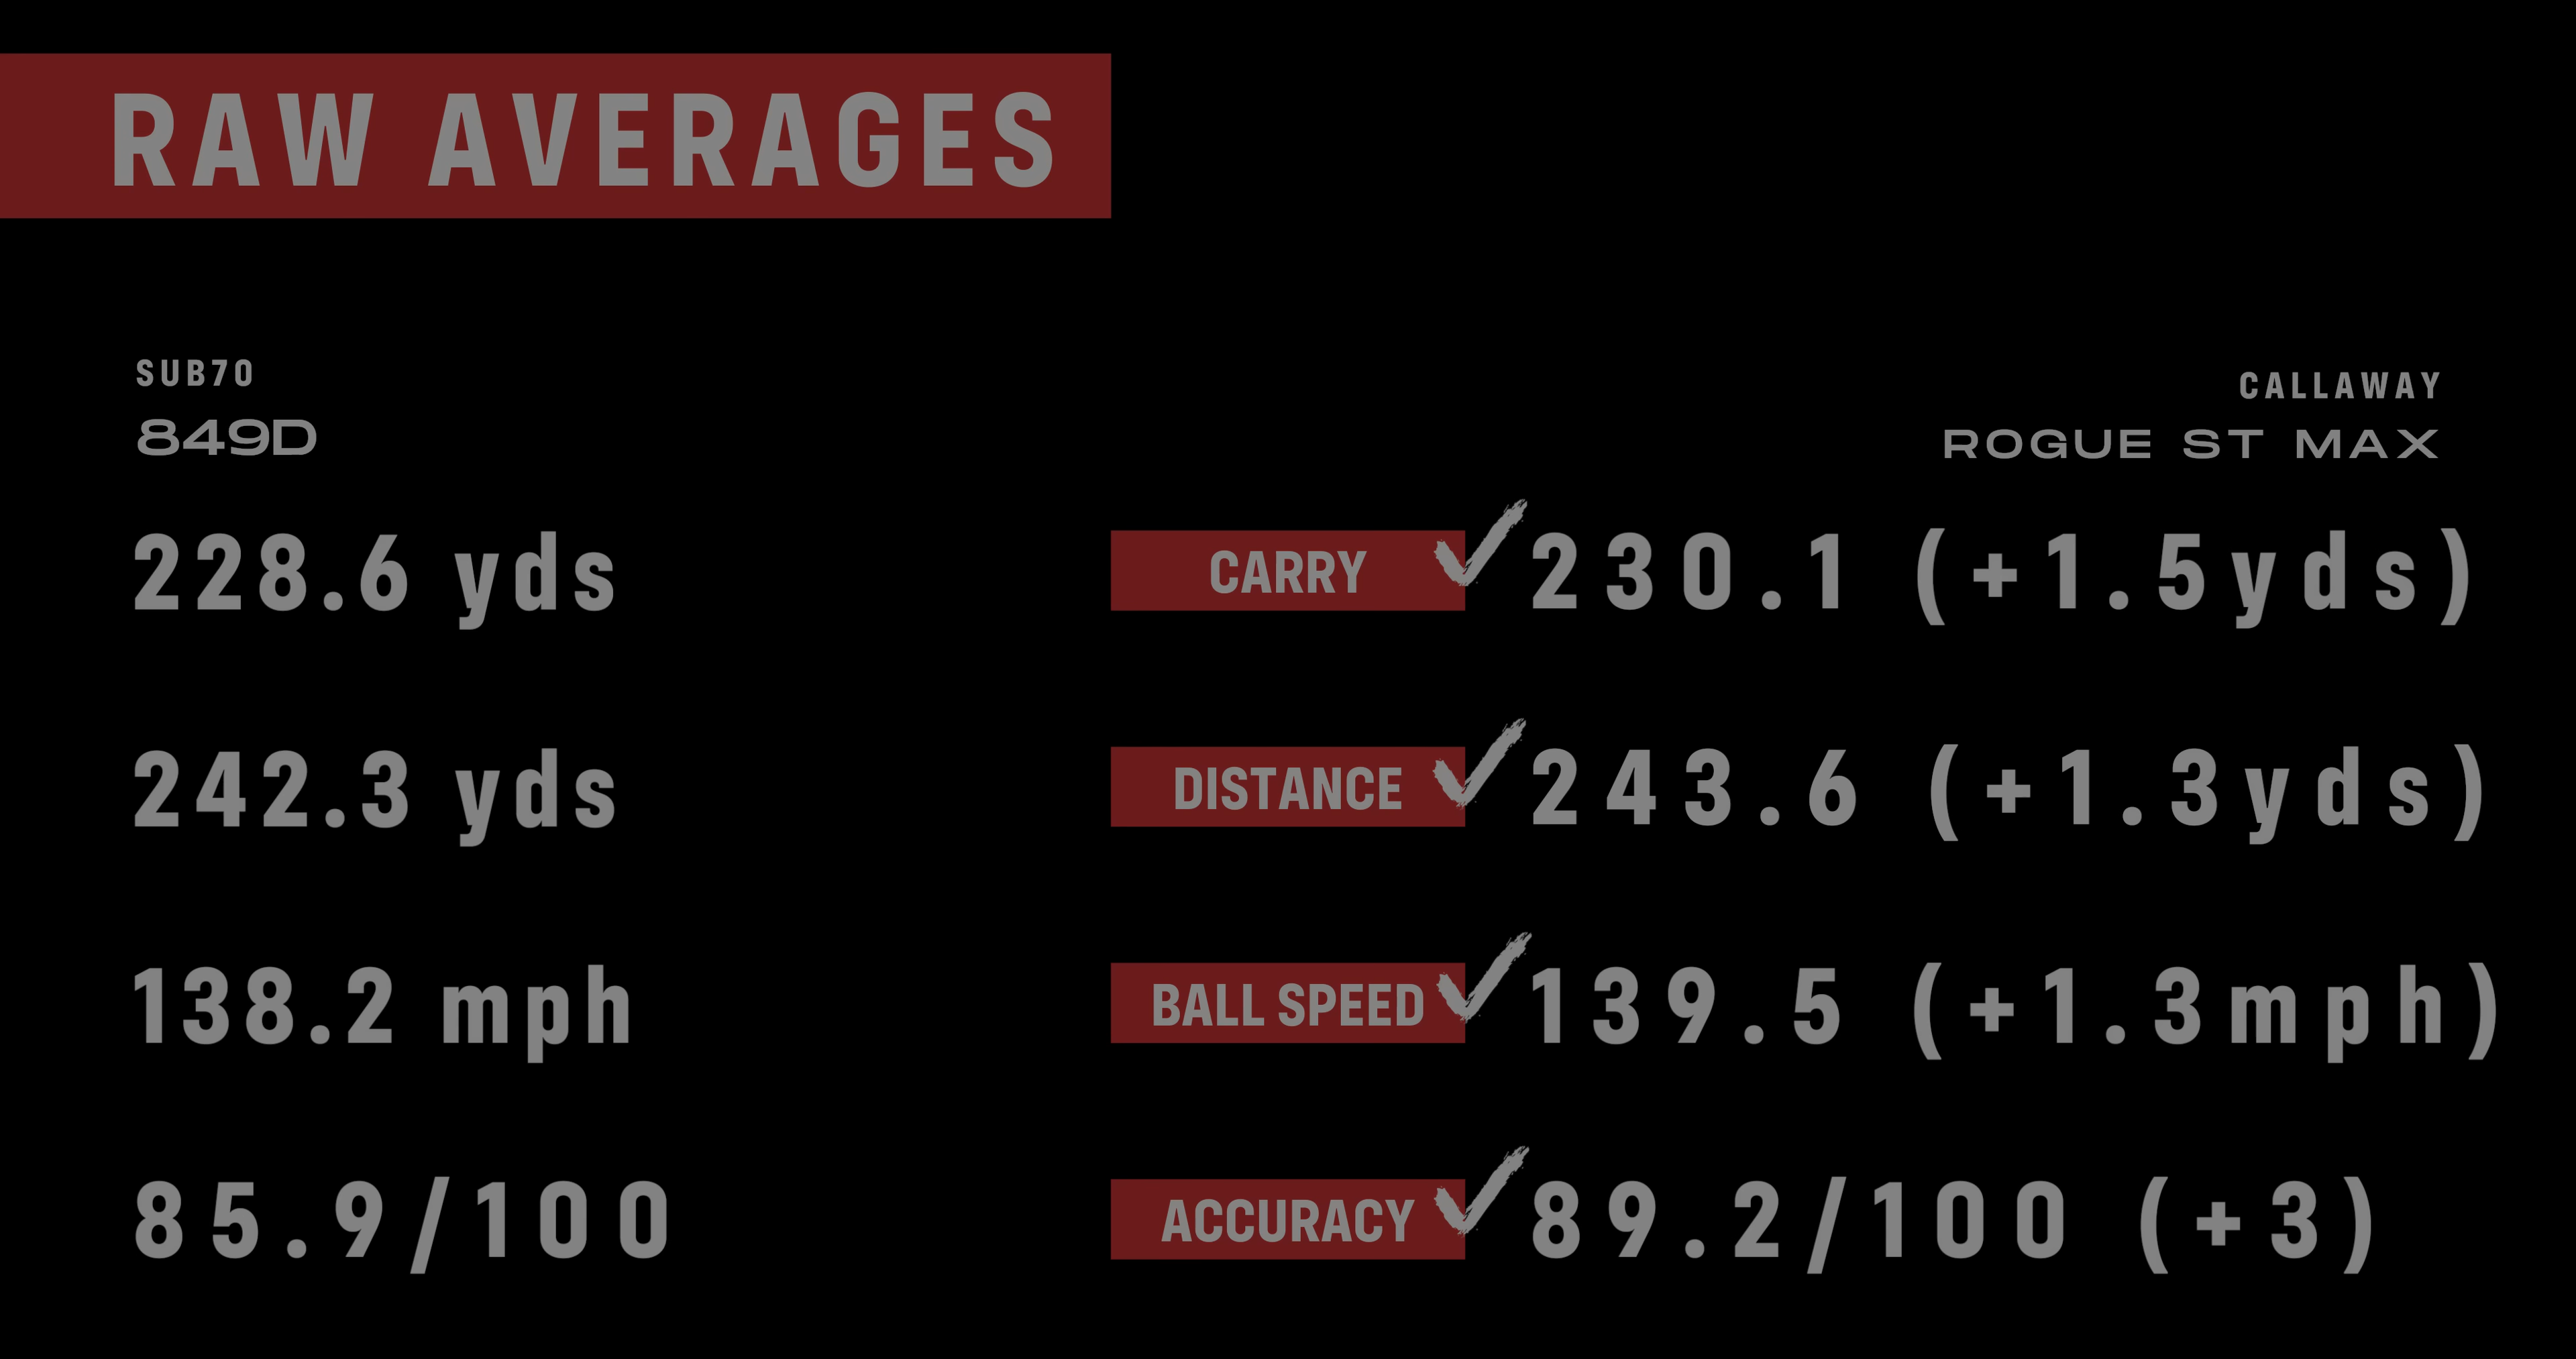 RAW AVERAGES
SUB70
849D
CALLAWAY
ROGUE ST MAX
228.6 yds
CARRY
230.1 (+1.5yds)
242.3 yds
DISTANCE
243.6 (+1.3yds)
138.2 mph
BALL SPEED
139.5 (+1.3mph)
85.9/100
ACCURACY
89.2/100 (+3)